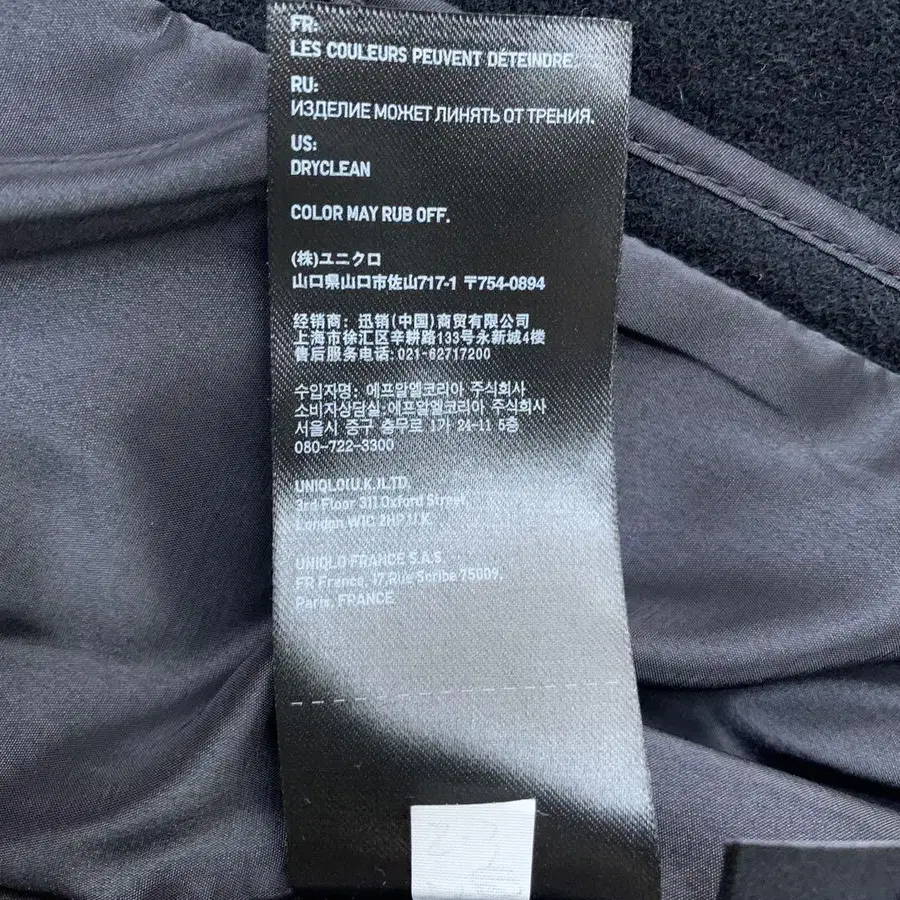 FR:
LES COULEURS PEUVENT DÉTEINDRE.
RU:
ИЗДЕЛИЕ МОЖЕТ ЛИНЯТЬ ОТ ТРЕНИЯ.
US:
DRYCLEAN
COLOR MAY RUB OFF.
(株)ユニクロ
山口県山口市佐山717-1 〒754-0894
经销商: 迅销(中国)商贸有限公司
上海市徐汇区辛耕路133号永新城4楼
售后服务电话: 021-62717200
수입자명: 에프알엘코리아 주식회사
소비자상담실:에프알엘코리아 주식회사
서울시 중구 충무로 1가 24-11 5층
080-722-3300
UNIQLO(U.K.)LTD.
3rd Floor 311 Oxford Street,
London W1C 2HP U.K.
UNIQLO FRANCE S.A.S.
FR France, 17,Rue Scribe 75009,
Paris, FRANCE